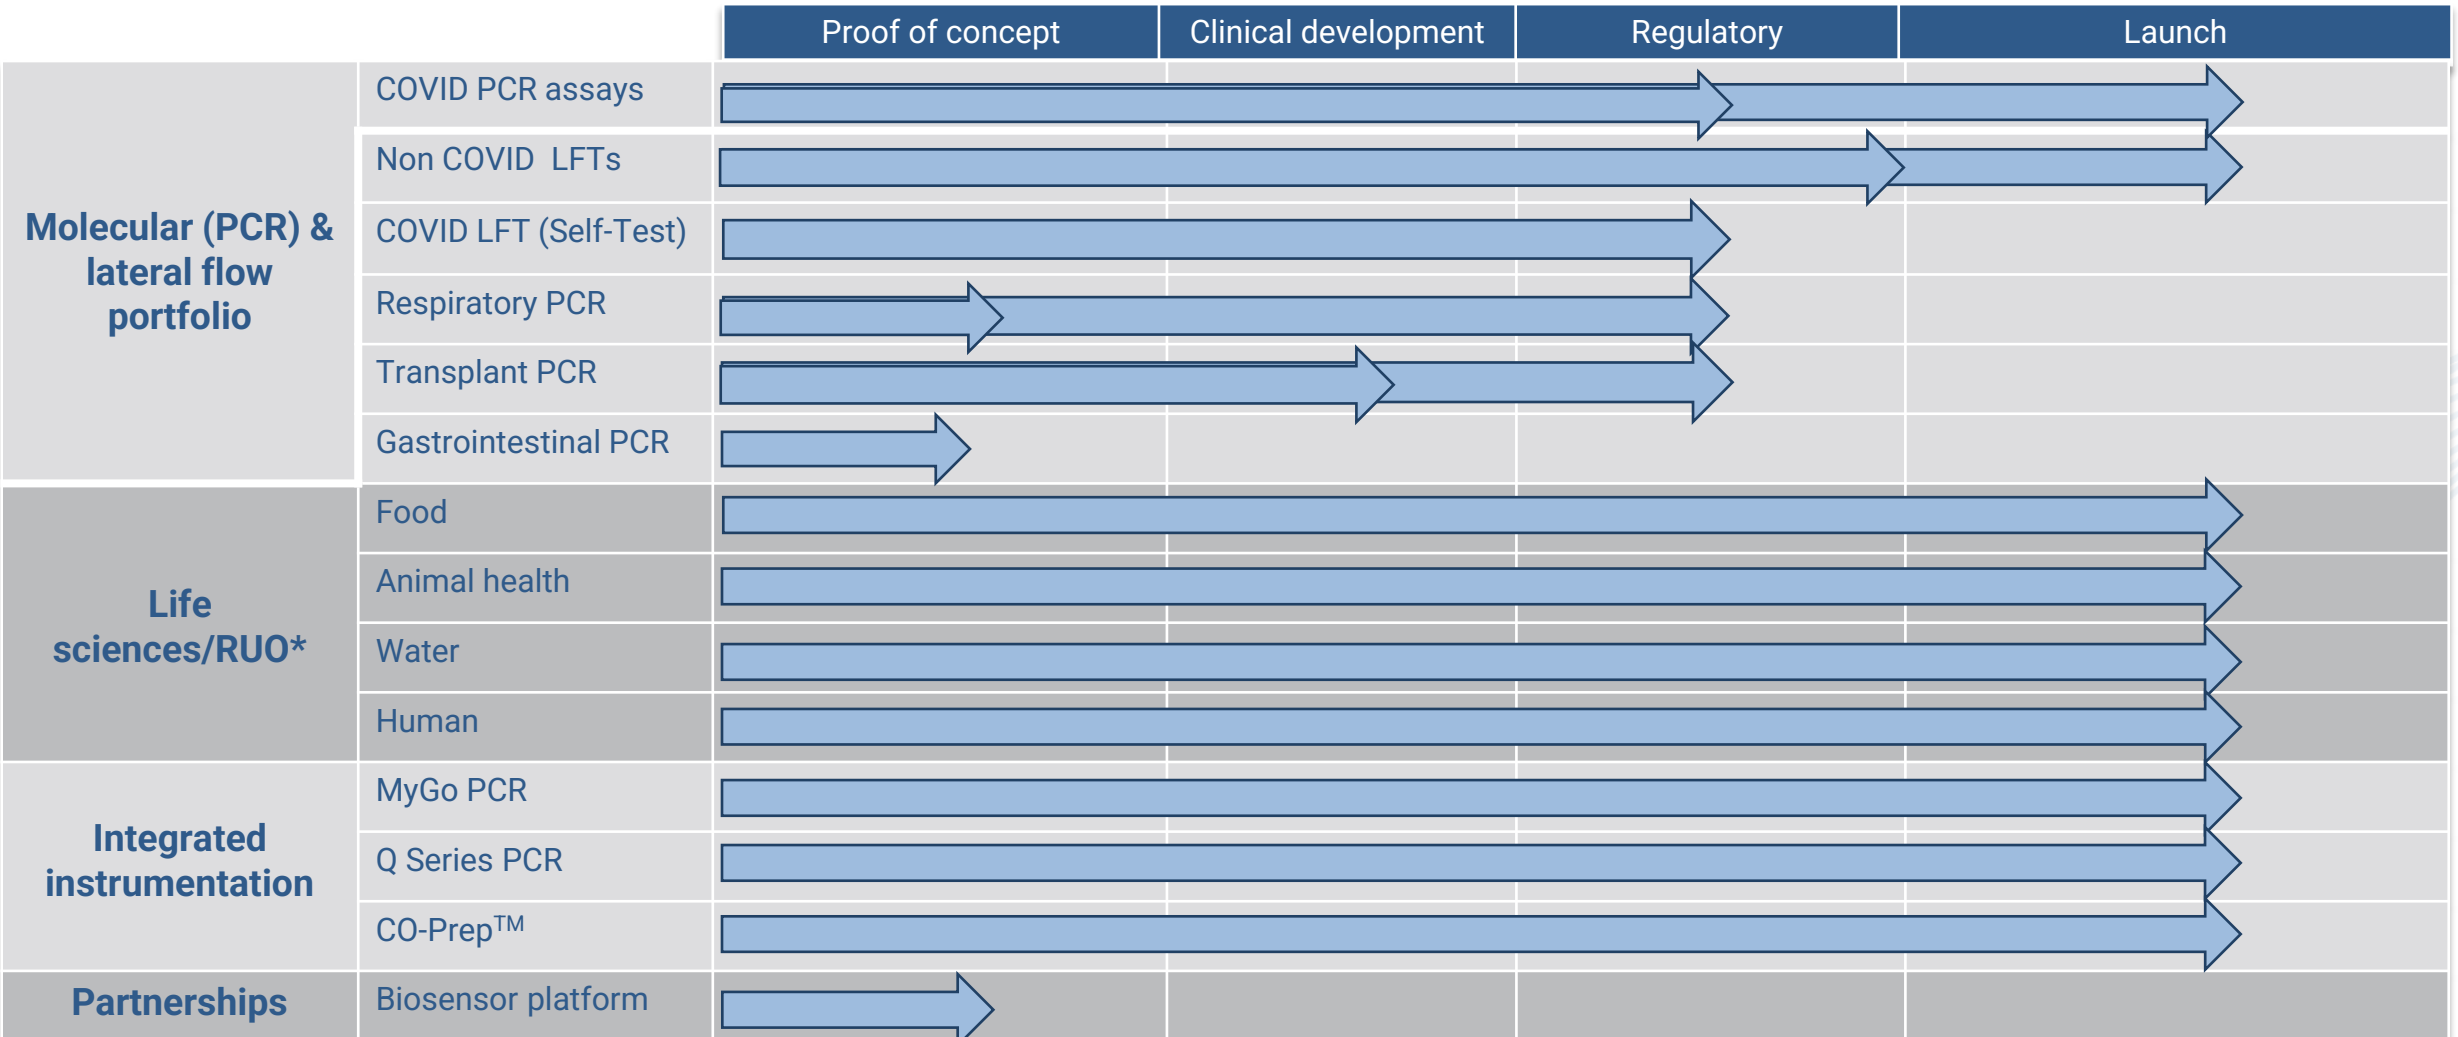 Proof of concept
Clinical development
Regulatory
Launch
Molecular (PCR) &
lateral flow
portfolio
COVID PCR assays
Non COVID  LFTs
COVID LFT (Self-Test)
Respiratory PCR
Transplant PCR
Gastrointestinal PCR
Life
sciences/RUO*
Food
Animal health
Water
Human
Integrated
instrumentation
MyGo PCR
Q Series PCR
CO-Prep™
Partnerships
Biosensor platform